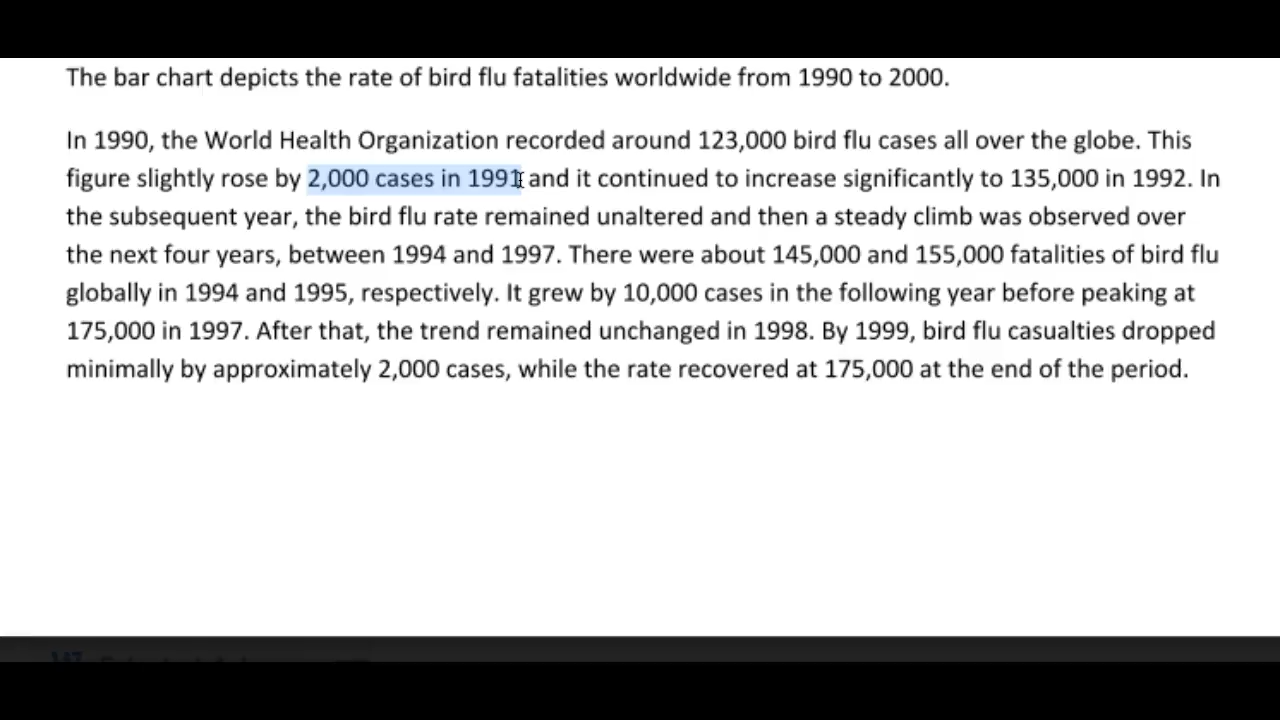 The bar chart depicts the rate of bird flu fatalities worldwide from 1990 to 2000.
In 1990, the World Health Organization recorded around 123,000 bird flu cases all over the globe. This
figure slightly rose by 2,000 cases in 1991 and it continued to increase significantly to 135,000 in 1992. In
the subsequent year, the bird flu rate remained unaltered and then a steady climb was observed over
the next four years, between 1994 and 1997. There were about 145,000 and 155,000 fatalities of bird flu
globally in 1994 and 1995, respectively. It grew by 10,000 cases in the following year before peaking at
175,000 in 1997. After that, the trend remained unchanged in 1998. By 1999, bird flu casualties dropped
minimally by approximately 2,000 cases, while the rate recovered at 175,000 at the end of the period.